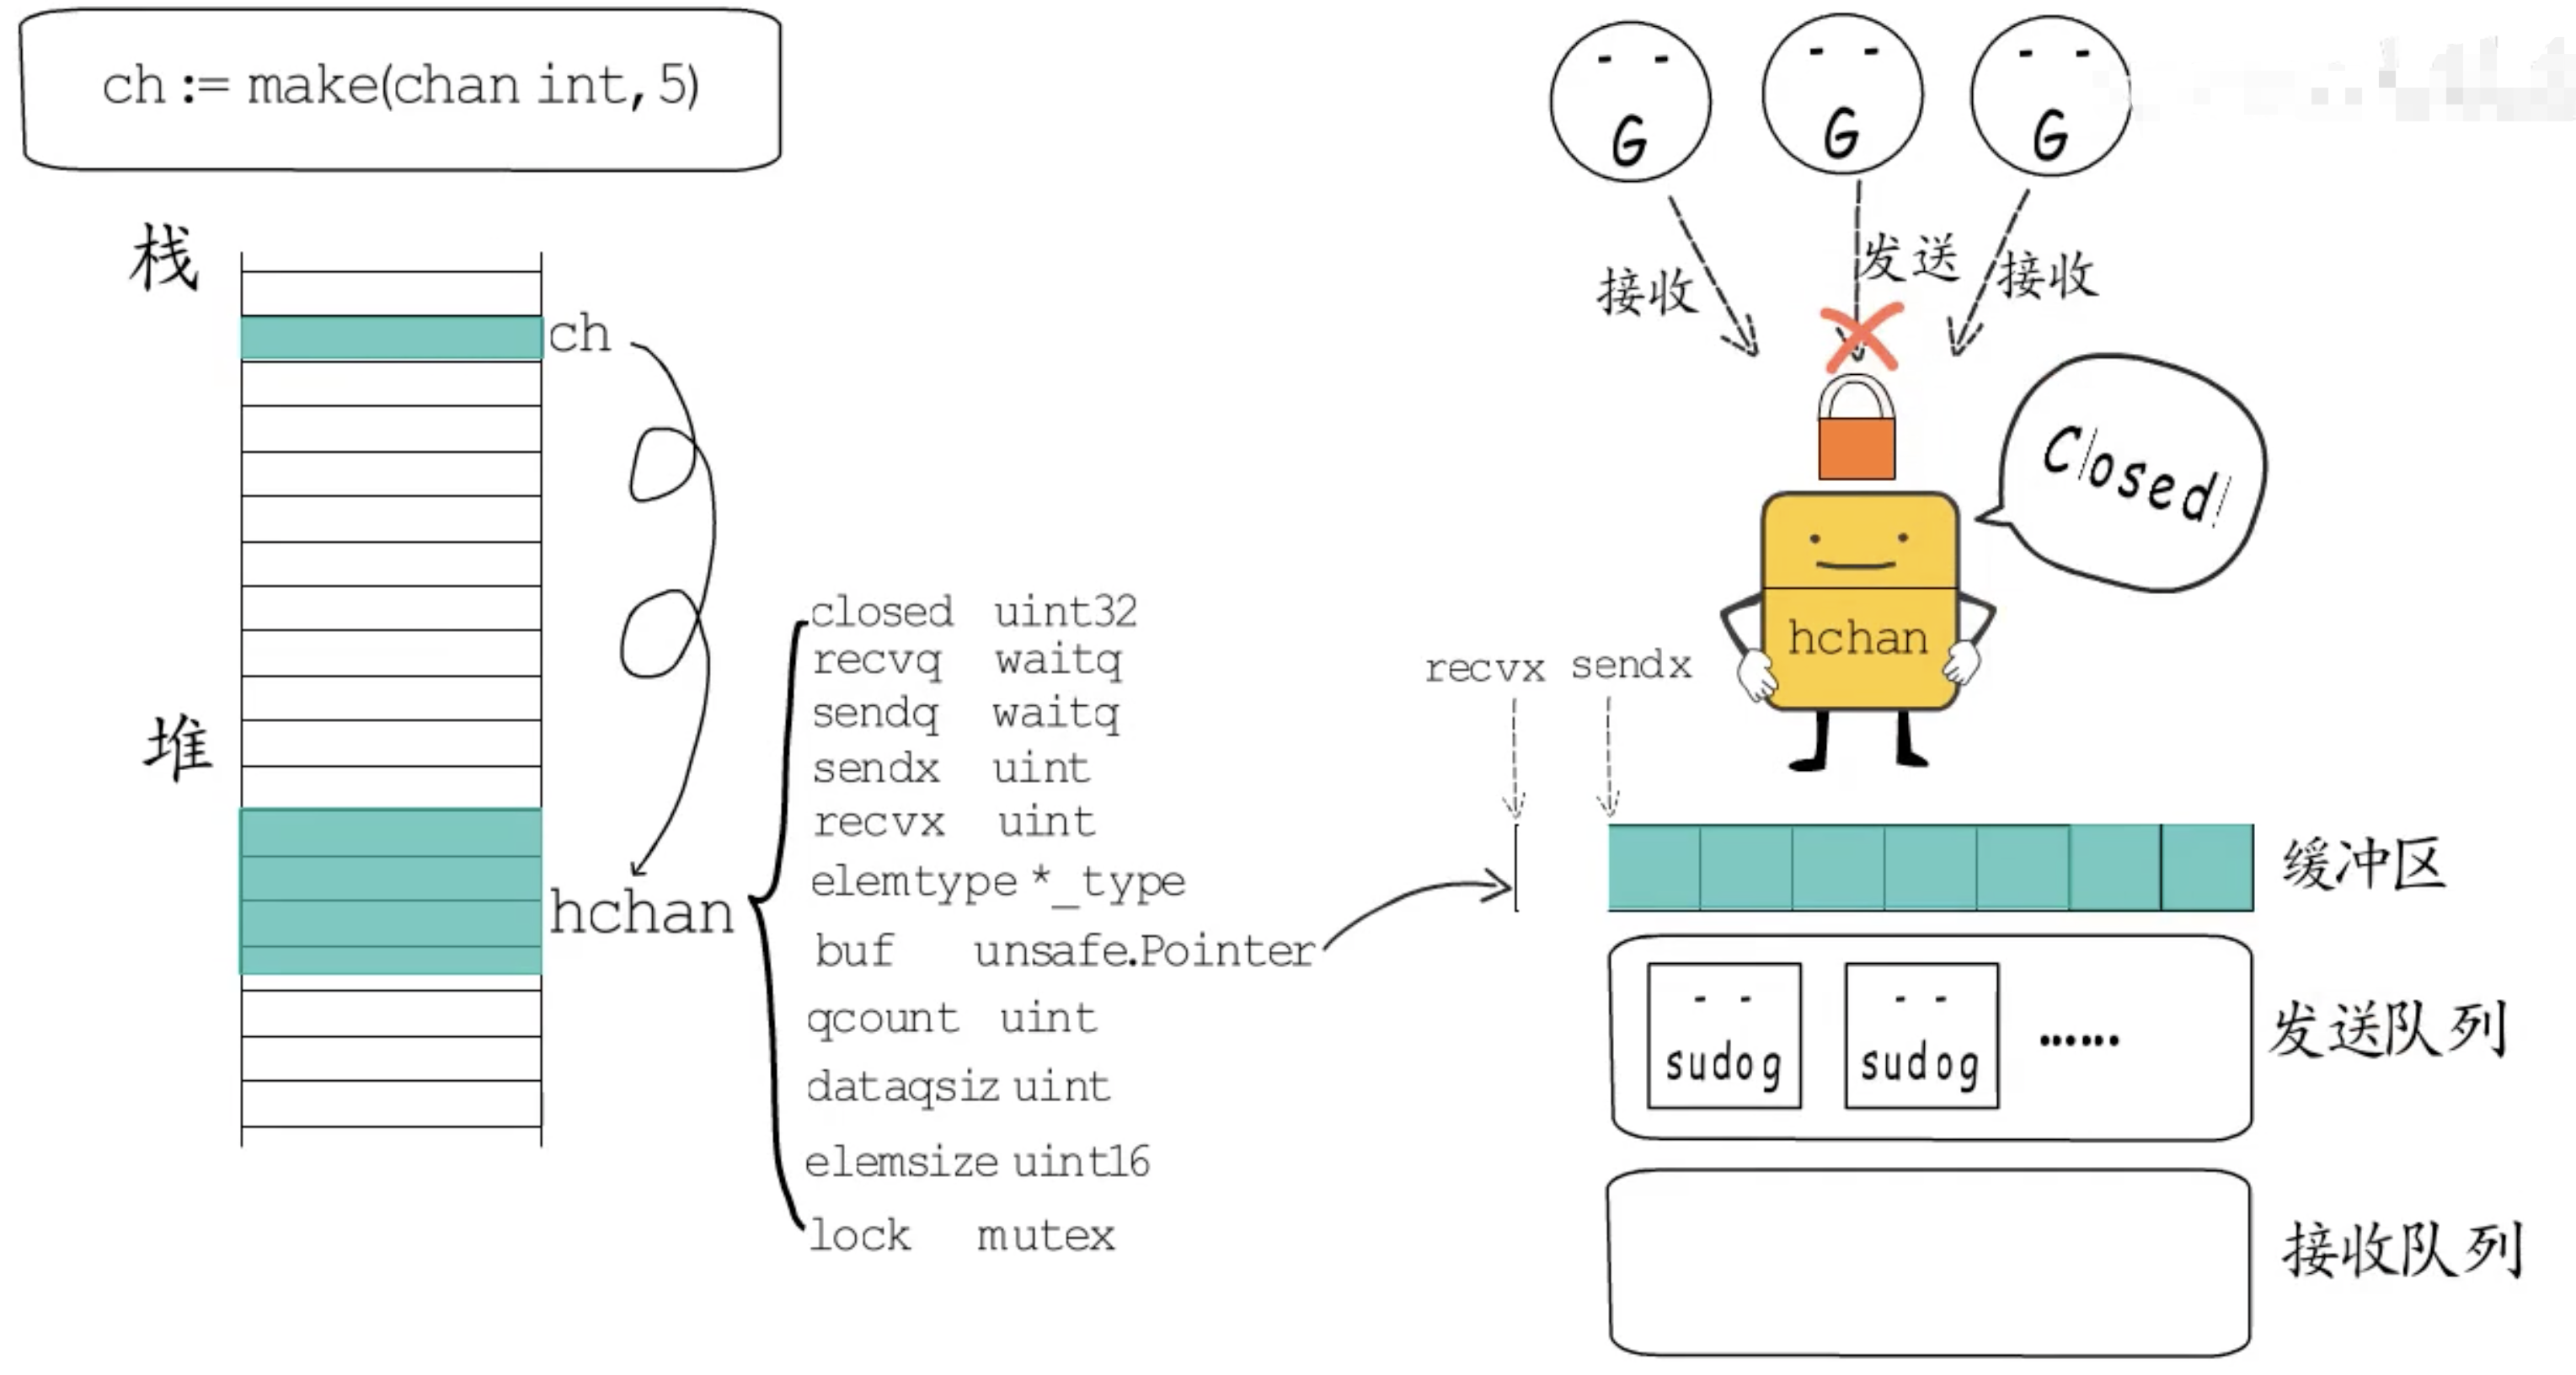 ch := make(chan int, 5)
栈
ch
堆
hchan
closed uint32
recvq waitq
sendq waitq
sendx uint
recvx uint
elemtype *_type
buf unsafe.Pointer
qcount uint
dataqsiz uint
elemsize uint16
lock mutex
G
G
G
接收
发送
接收
Closed!
hchan
recvx sendx
缓冲区
sudog
sudog
······
发送队列
接收队列